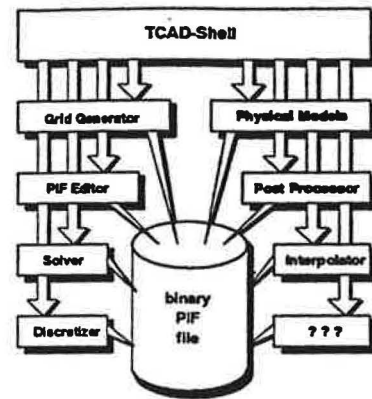 TCAD-Shell
Grid Generator
Physical Models
PIF Editor
Post Processor
Solver
Interpolator
binary
PIF
file
Discretizer
? ? ?